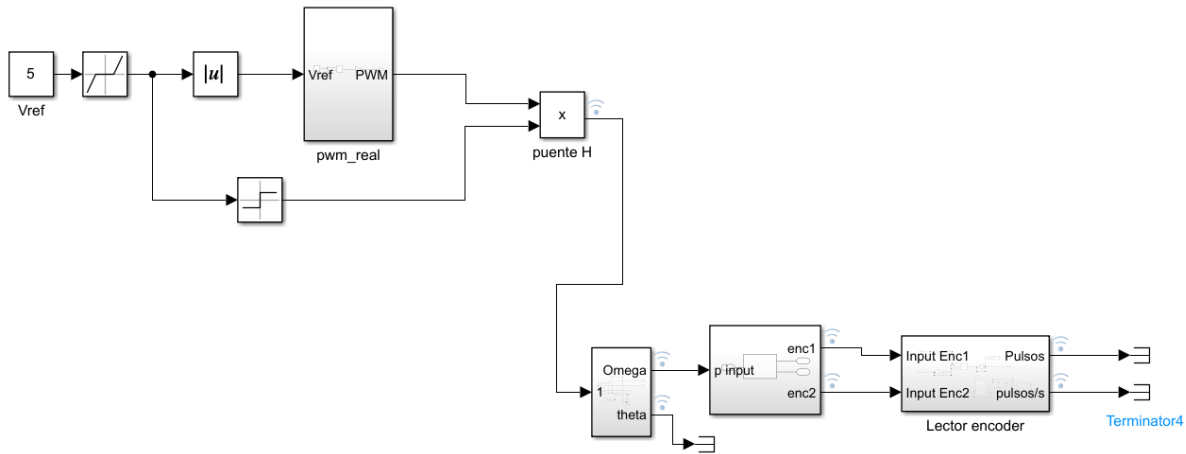 5
Vref
|u|
Vref PWM
pwm_real
x
puente H
1
Omega
theta
p input
enc1
enc2
Input Enc1 Pulsos
Input Enc2 pulsos/s
Lector encoder
Terminator4